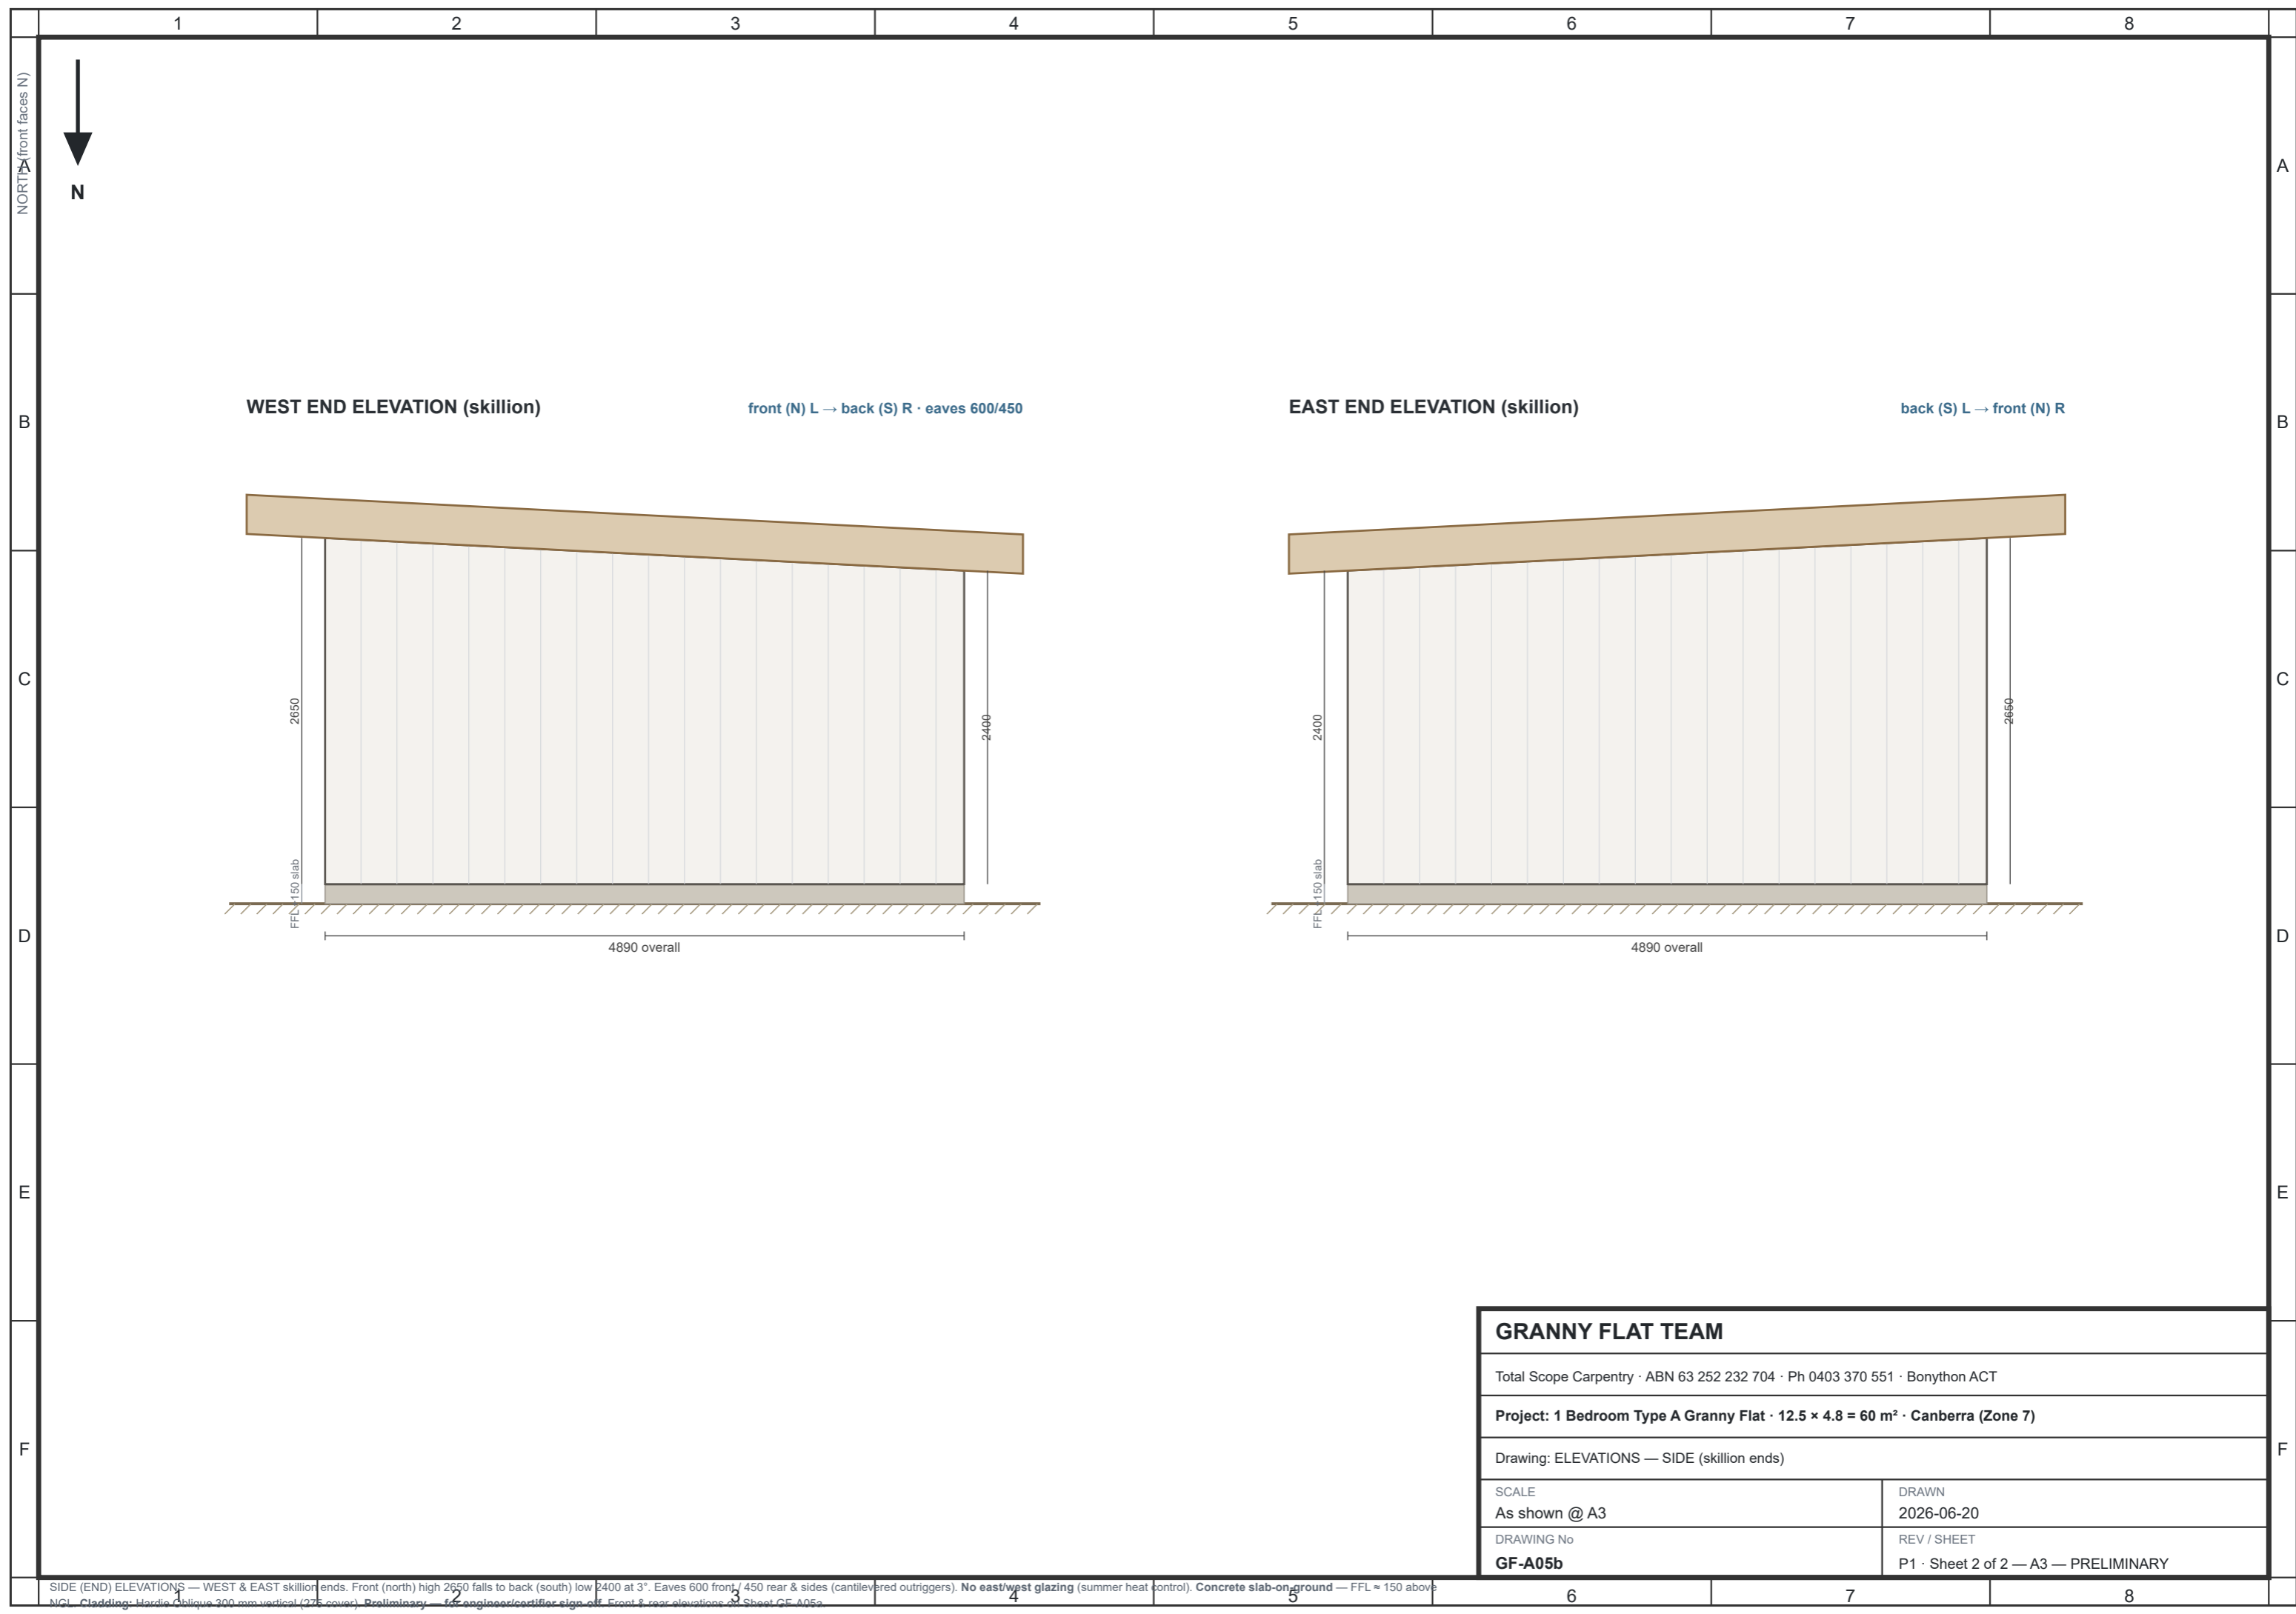 1 2 3 4 5 6 7 8
NORTH (front faces N)
N
A A
B B
C C
D D
E E
F F
WEST END ELEVATION (skillion)
front (N) L → back (S) R · eaves 600/450
2650
2400
FFL ~150 slab
4890 overall
EAST END ELEVATION (skillion)
back (S) L → front (N) R
2400
2650
FFL ~150 slab
4890 overall
GRANNY FLAT TEAM
Total Scope Carpentry · ABN 63 252 232 704 · Ph 0403 370 551 · Bonython ACT
Project: 1 Bedroom Type A Granny Flat · 12.5 × 4.8 = 60 m² · Canberra (Zone 7)
Drawing: ELEVATIONS — SIDE (skillion ends)
SCALE
As shown @ A3
DRAWN
2026-06-20
DRAWING No
GF-A05b
REV / SHEET
P1 · Sheet 2 of 2 — A3 — PRELIMINARY
SIDE (END) ELEVATIONS — WEST & EAST skillion ends. Front (north) high 2650 falls to back (south) low 2400 at 3°. Eaves 600 front / 450 rear & sides (cantilevered outriggers). No east/west glazing (summer heat control). Concrete slab-on-ground — FFL ≈ 150 above
NGL. Cladding: Hardie Oblique 300 mm vertical (275 cover). Preliminary — for engineer/certifier sign-off. Front & rear elevations on Sheet GF-A05a.
1 2 3 4 5 6 7 8